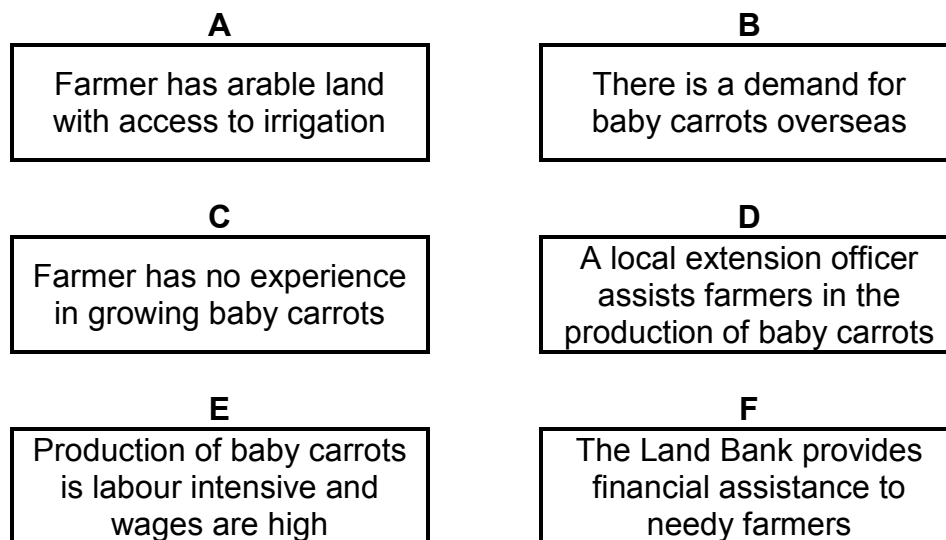 A
Farmer has arable land
with access to irrigation
B
There is a demand for
baby carrots overseas
C
Farmer has no experience
in growing baby carrots
D
A local extension officer
assists farmers in the
production of baby carrots
E
Production of baby carrots
is labour intensive and
wages are high
F
The Land Bank provides
financial assistance to
needy farmers